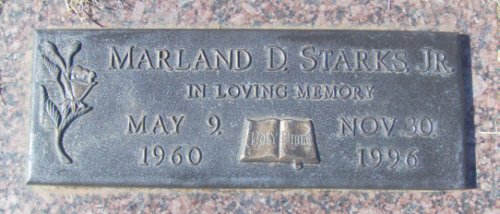 MARLAND D. STARKS, JR.
IN LOVING MEMORY
MAY 9, 1960
HOLY BIBLE
NOV. 30 1996